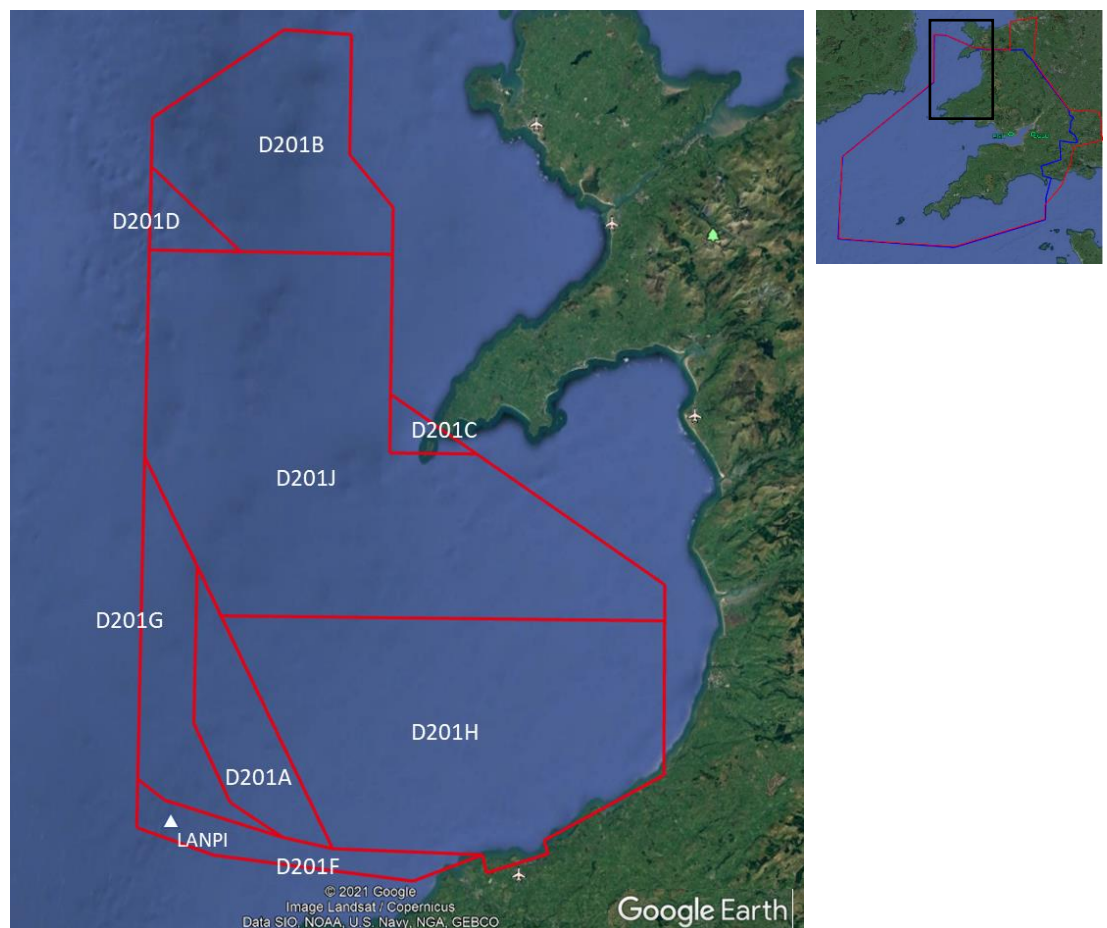 D201B
D201D
D201C
D201J
D201G
D201H
D201A
LANPI
D201F
© 2021 Google
Image Landsat / Copernicus
Data SIO, NOAA, U.S. Navy, NGA, GEBCO
Google Earth